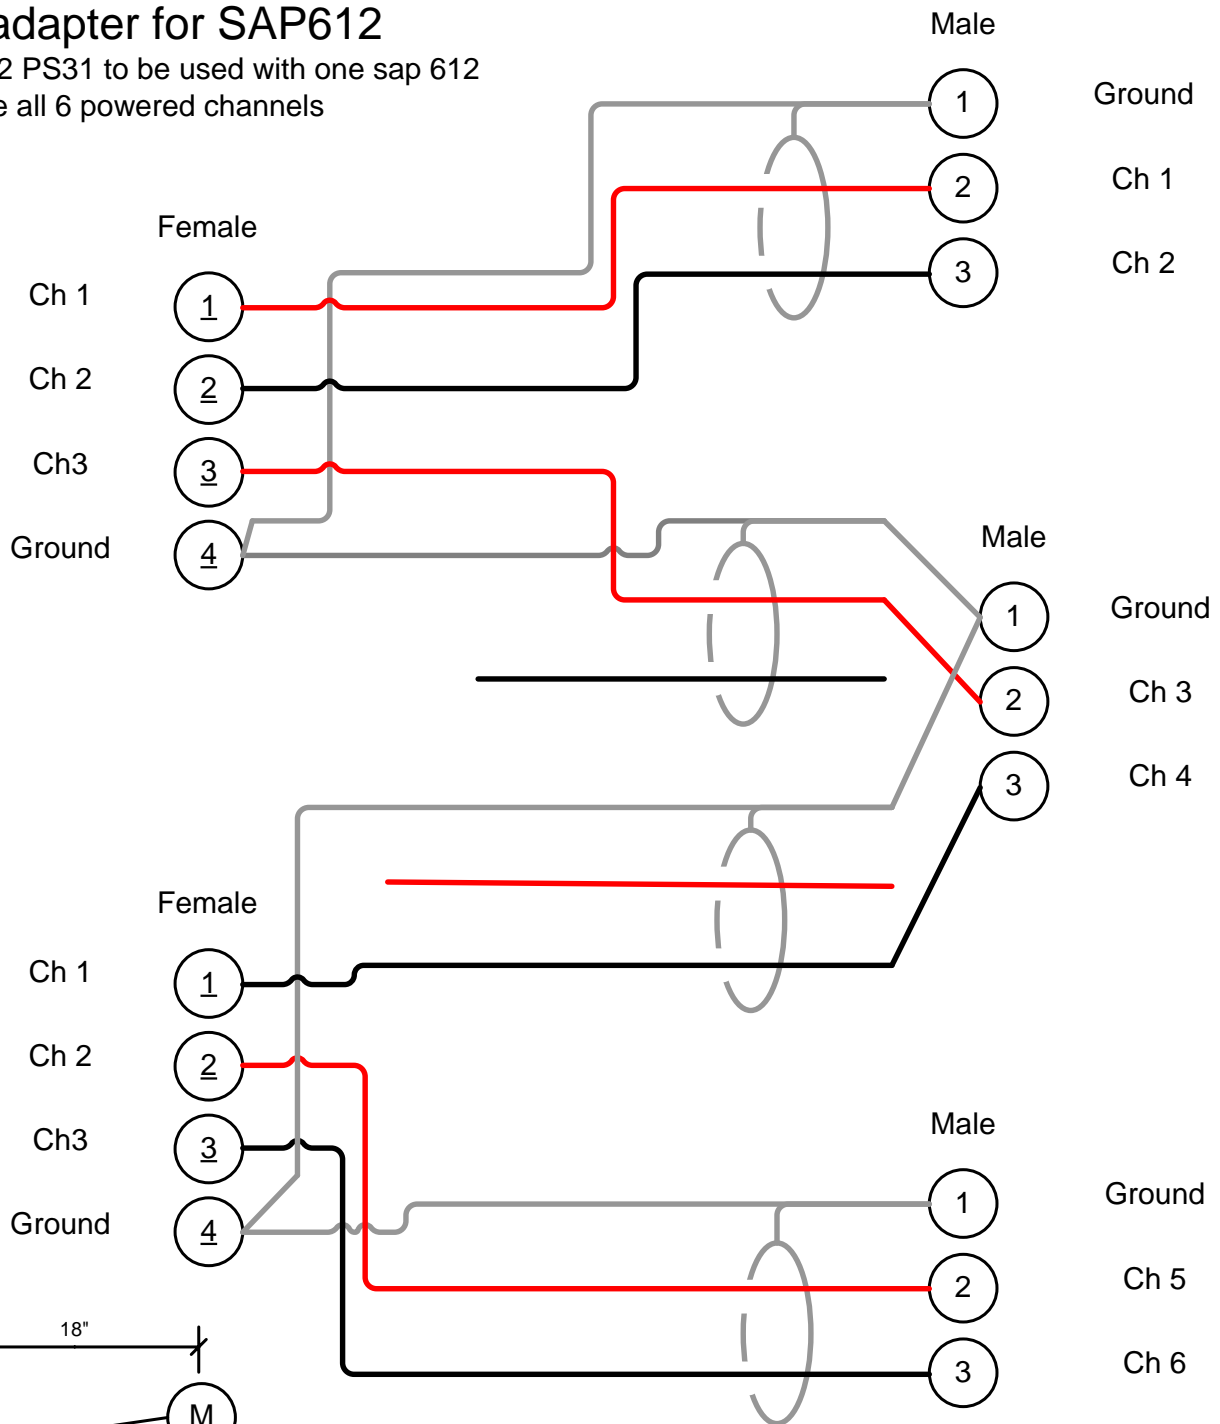 adapter for SAP612
2 PS31 to be used with one sap 612
e all 6 powered channels
Male
1 Ground
2 Ch 1
3 Ch 2
Female
Ch 1 1
Ch 2 2
Ch3 3
Ground 4
Male
1 Ground
2 Ch 3
3 Ch 4
Female
Ch 1 1
Ch 2 2
Ch3 3
Ground 4
Male
1 Ground
2 Ch 5
3 Ch 6
18"
M